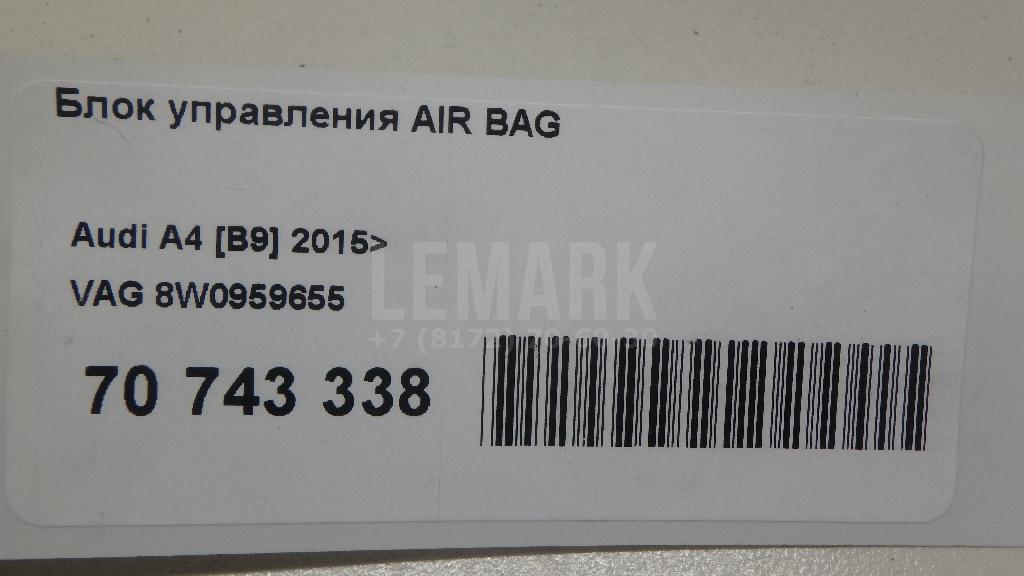 Блок управления AIR BAG
Audi A4 [B9] 2015>
LEMARK
VAG 8W0959655
70 743 338